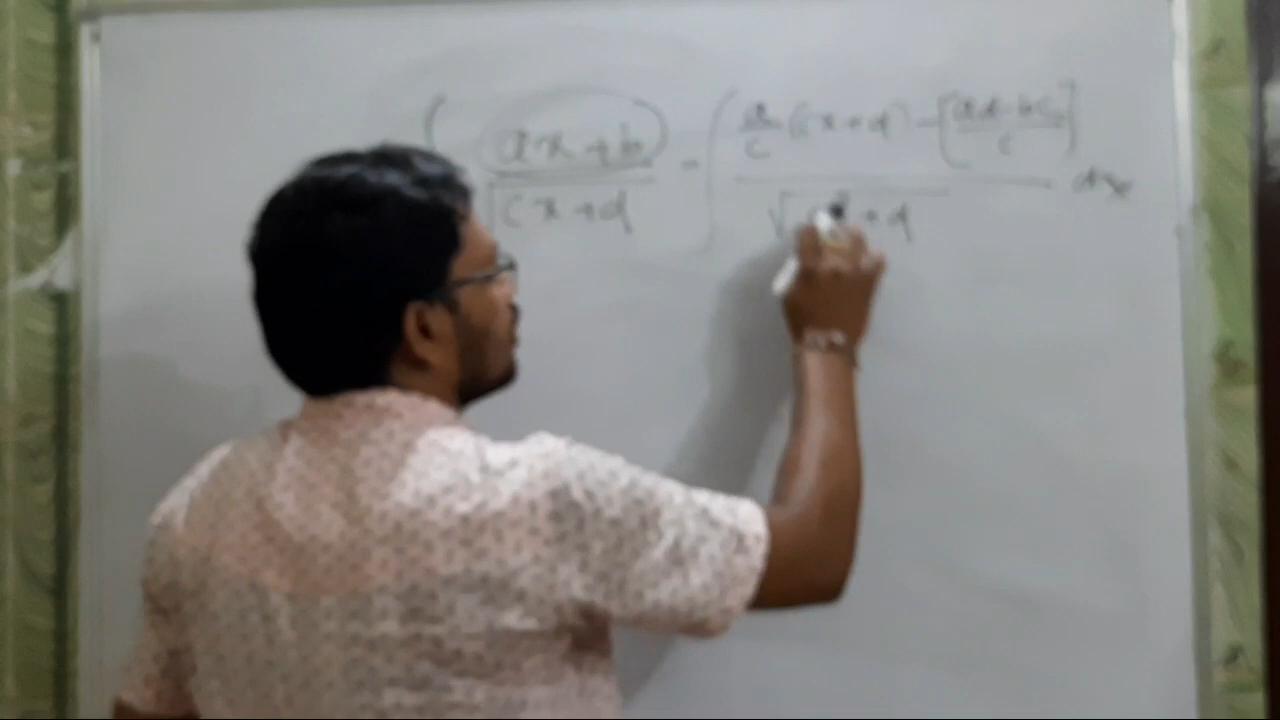 ∫ (ax+b)/√(cx+d) = ∫ (a/c (cx+d) - [(ad-bc)/c])/√(cx+d) dx